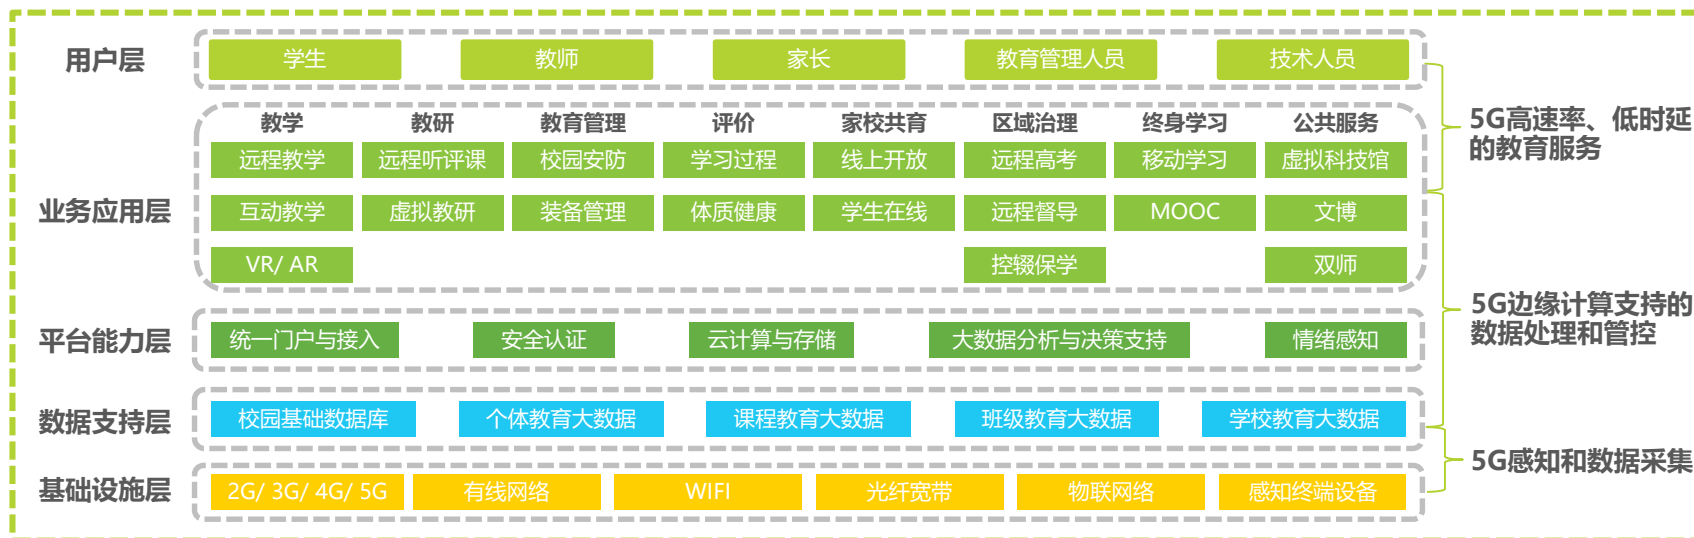 用户层
学生
教师
家长
教育管理人员
技术人员
教学
教研
教育管理
评价
家校共育
区域治理
终身学习
公共服务
5G高速率、低时延
的教育服务
远程教学
远程听评课
校园安防
学习过程
线上开放
远程高考
移动学习
虚拟科技馆
业务应用层
互动教学
虚拟教研
装备管理
体质健康
学生在线
远程督导
MOOC
文博
VR/ AR
控辍保学
双师
5G边缘计算支持的
数据处理和管控
平台能力层
统一门户与接入
安全认证
云计算与存储
大数据分析与决策支持
情绪感知
数据支持层
校园基础数据库
个体教育大数据
课程教育大数据
班级教育大数据
学校教育大数据
5G感知和数据采集
基础设施层
2G/ 3G/ 4G/ 5G
有线网络
WIFI
光纤宽带
物联网络
感知终端设备